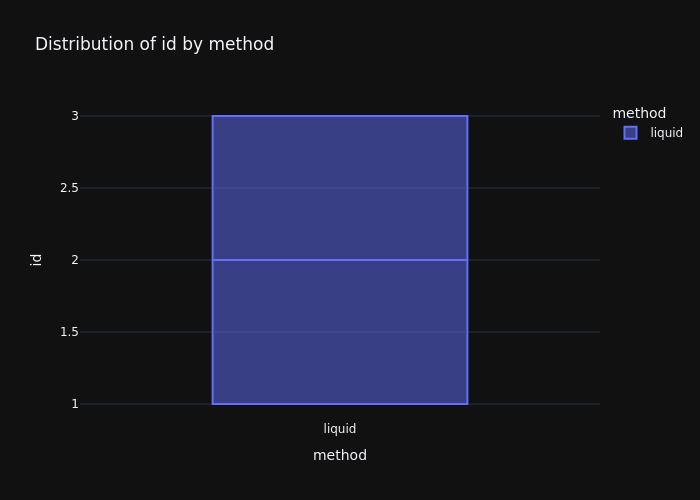 Distribution of id by method
method
liquid
3
2.5
2
1.5
1
id
liquid
method